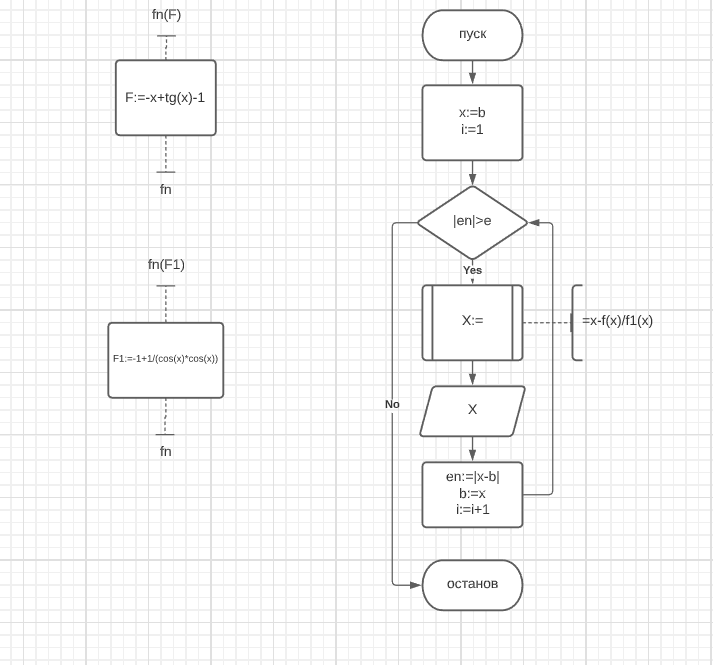 fn(F)
F:=-x+tg(x)-1
fn
fn(F1)
F1:=-1+1/(cos(x)*cos(x))
fn
пуск
x:=b
i:=1
|en|>e
Yes
X:=
=x-f(x)/f1(x)
No
X
en:=|x-b|
b:=x
i:=i+1
останов